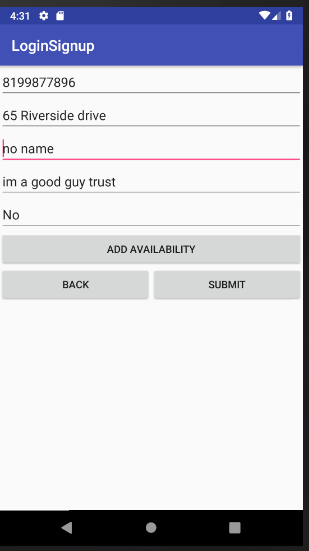 4:31
LoginSignup
8199877896
65 Riverside drive
no name
im a good guy trust
No
ADD AVAILABILITY
BACK SUBMIT